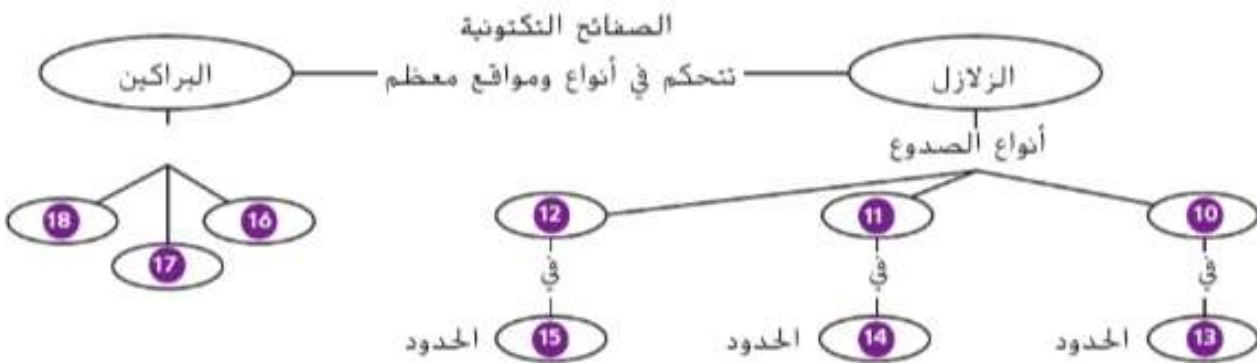 الصفائح التكتونية
الزلازل
تتحكم في أنواع ومواقع معظم
البراكين
أنواع الصدوع
10
11
12
16
17
18
في
في
في
13
الحدود
14
الحدود
15
الحدود